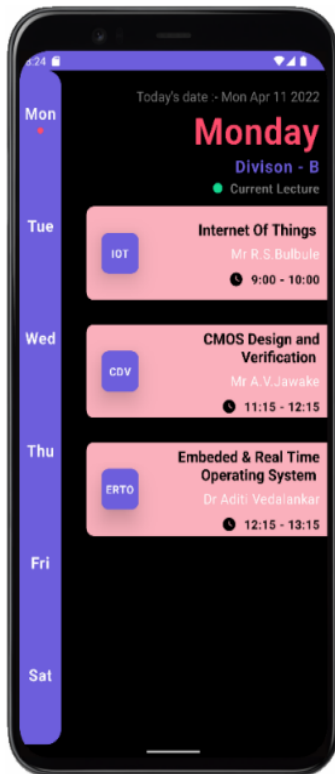 8:24
Today's date :- Mon Apr 11 2022
Monday
Divison - B
Current Lecture
Mon
Tue
Wed
Thu
Fri
Sat
IOT
Internet Of Things
Mr R.S.Bulbule
9:00 - 10:00
CDV
CMOS Design and
Verification
Mr A.V.Jawake
11:15 - 12:15
ERTO
Embeded & Real Time
Operating System
Dr Aditi Vedalankar
12:15 - 13:15